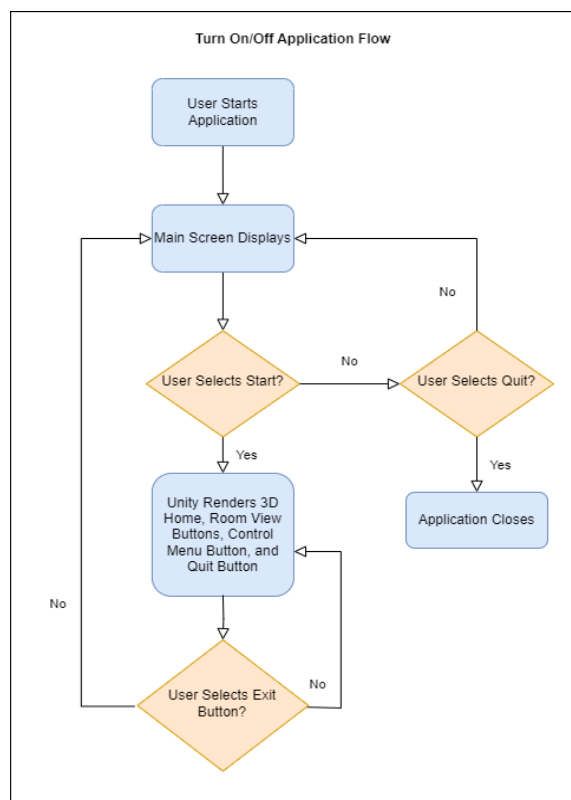 Turn On/Off Application Flow
User Starts
Application
Main Screen Displays
No
User Selects Start?
No
User Selects Quit?
Yes
Yes
Unity Renders 3D
Home, Room View
Buttons, Control
Menu Button, and
Quit Button
Application Closes
No
User Selects Exit
Button?
No